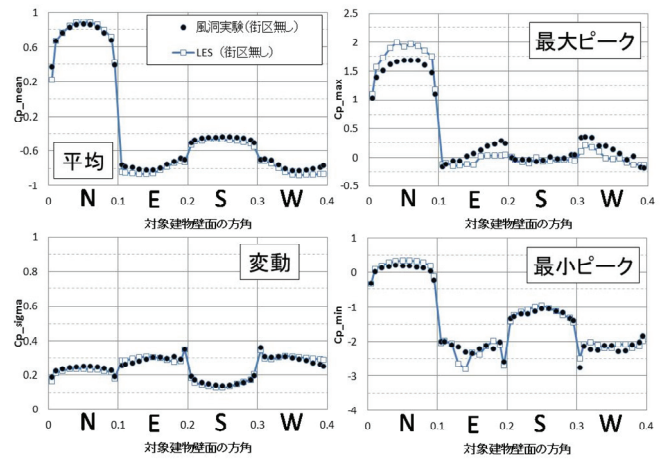 風洞実験(街区無し)
LES (街区無し)
Cp_mean
1
0.6
0.2
-0.2
-0.6
-1
平均
0 N 0.1 E 0.2 S 0.3 W 0.4
対象建物壁面の方角
Cp_max
2.5
2
1.5
1
0.5
0
-0.5
最大ピーク
0 N 0.1 E 0.2 S 0.3 W 0.4
対象建物壁面の方角
Cp_sigma
1
0.8
0.6
0.4
0.2
0
変動
0 N 0.1 E 0.2 S 0.3 W 0.4
対象建物壁面の方角
Cp_min
1
0
-1
-2
-3
-4
最小ピーク
0 N 0.1 E 0.2 S 0.3 W 0.4
対象建物壁面の方角